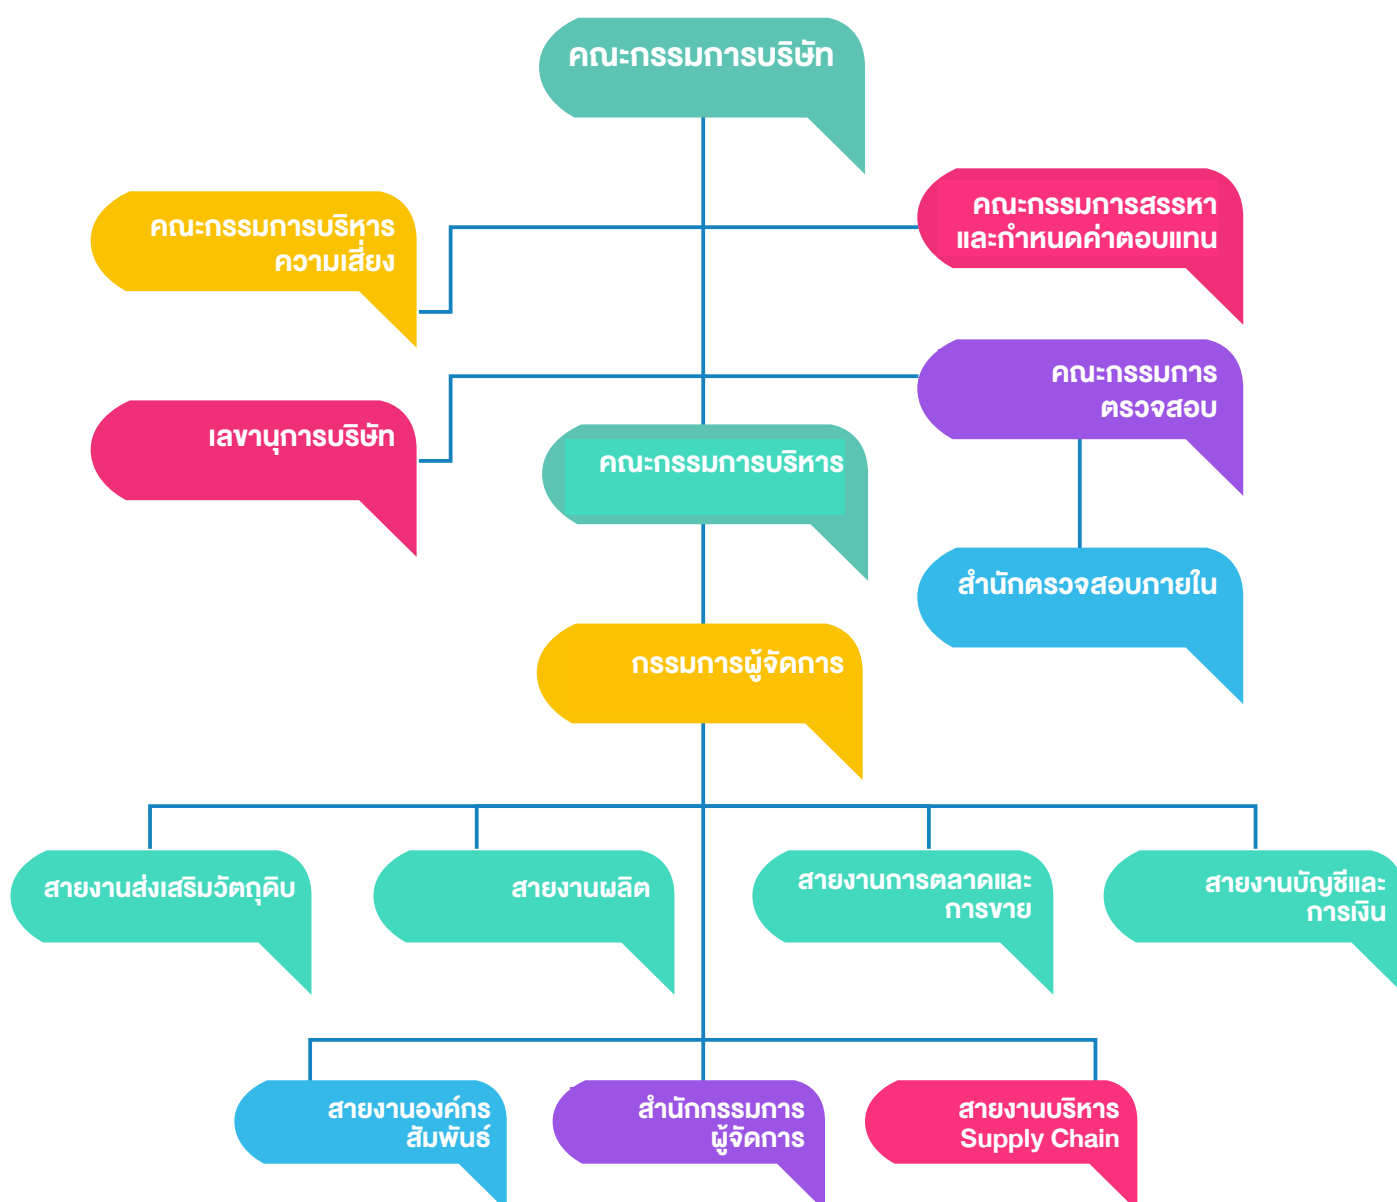 คณะกรรมการบริษัท
คณะกรรมการบริหาร
ความเสี่ยง
คณะกรรมการสรรหา
และกำหนดค่าตอบแทน
คณะกรรมการ
ตรวจสอบ
เลขานุการบริษัท
คณะกรรมการบริหาร
สำนักตรวจสอบภายใน
กรรมการผู้จัดการ
สายงานส่งเสริมวัตถุดิบ
สายงานผลิต
สายงานการตลาดและ
การขาย
สายงานบัญชีและ
การเงิน
สายงานองค์กร
สัมพันธ์
สำนักกรรมการ
ผู้จัดการ
สายงานบริหาร
Supply Chain